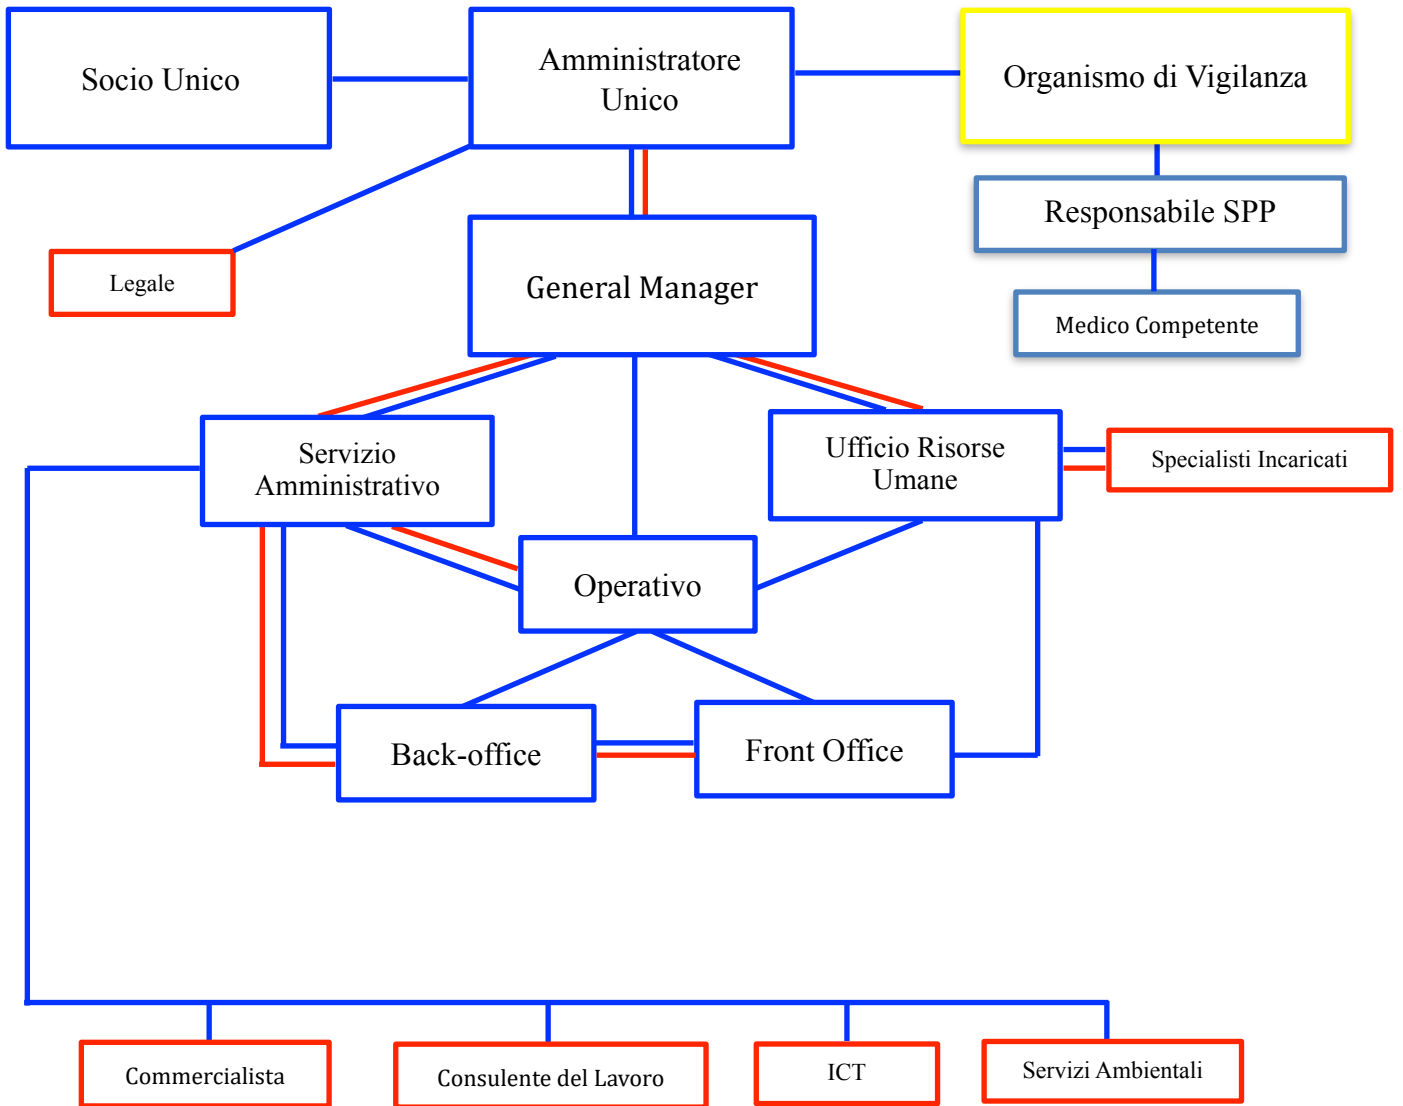 Socio Unico
Amministratore
Unico
Organismo di Vigilanza
Responsabile SPP
Legale
General Manager
Medico Competente
Servizio
Amministrativo
Ufficio Risorse
Umane
Specialisti Incaricati
Operativo
Back-office
Front Office
Commercialista
Consulente del Lavoro
ICT
Servizi Ambientali